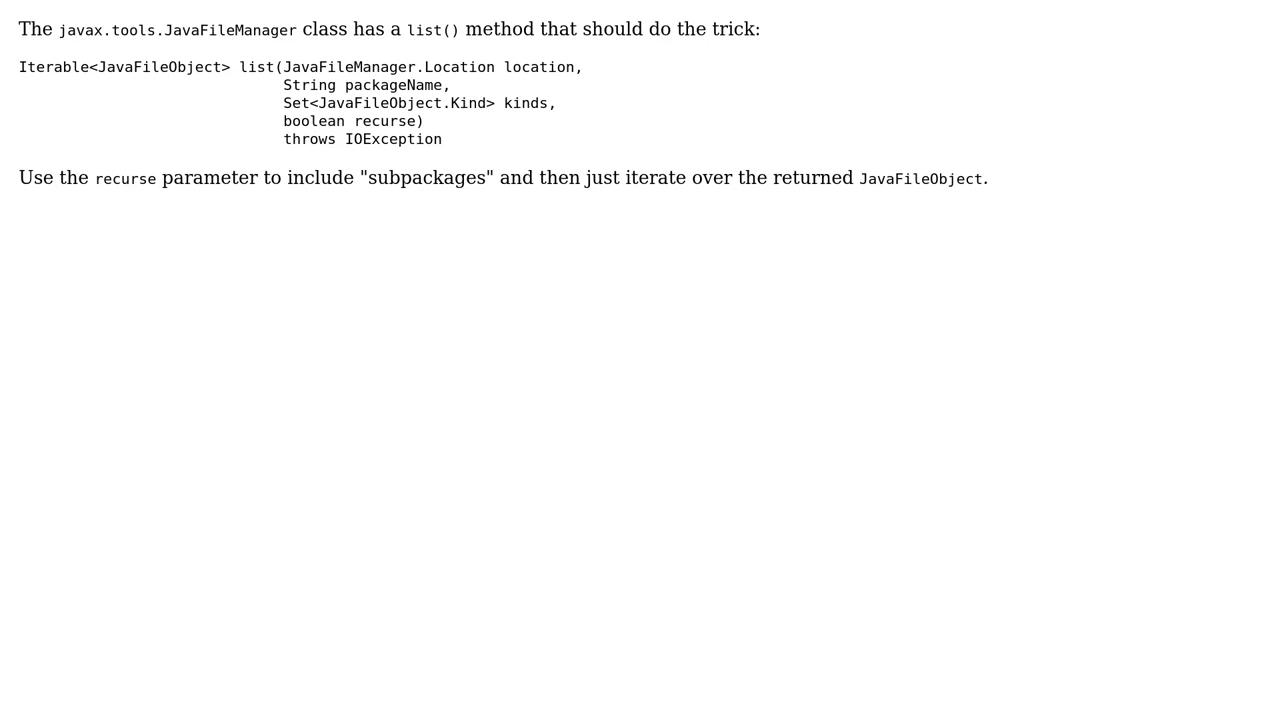 The javax.tools.JavaFileManager class has a list() method that should do the trick:
Iterable<JavaFileObject> list(JavaFileManager.Location location,
                              String packageName,
                              Set<JavaFileObject.Kind> kinds,
                              boolean recurse)
                              throws IOException
Use the recurse parameter to include "subpackages" and then just iterate over the returned JavaFileObject.